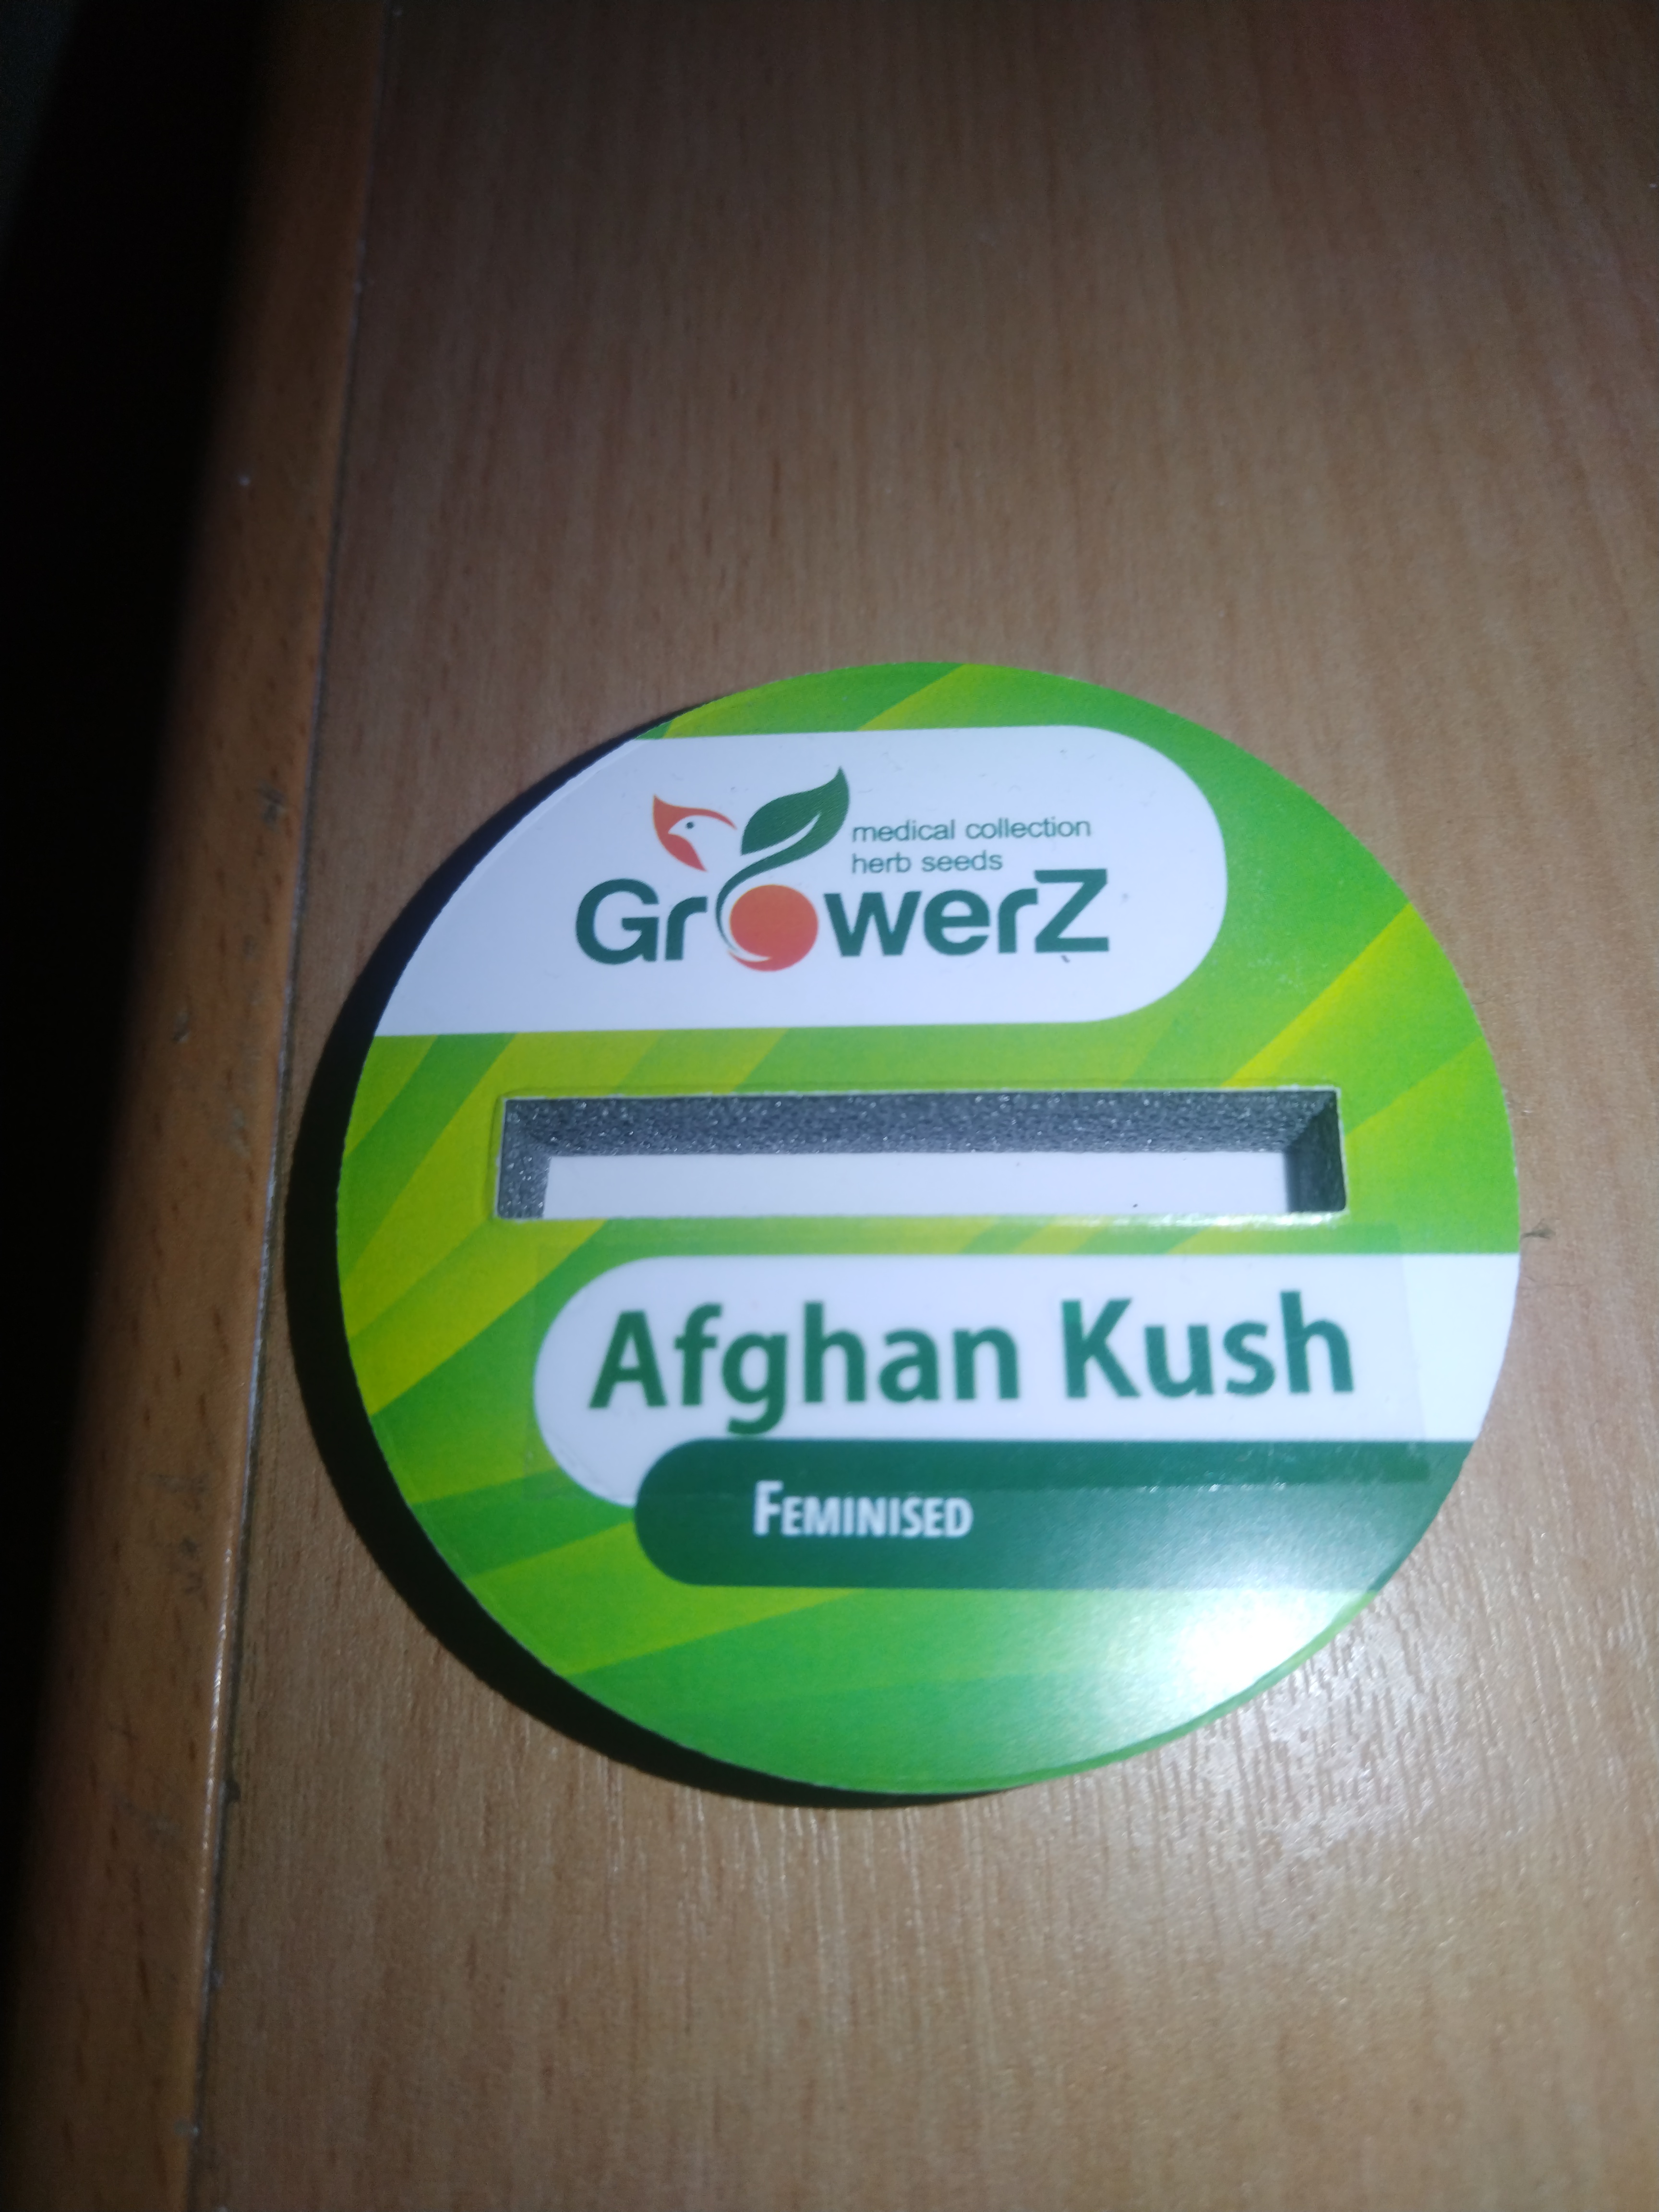 medical collection
herb seeds
GrowerZ
Afghan Kush
FEMINISED